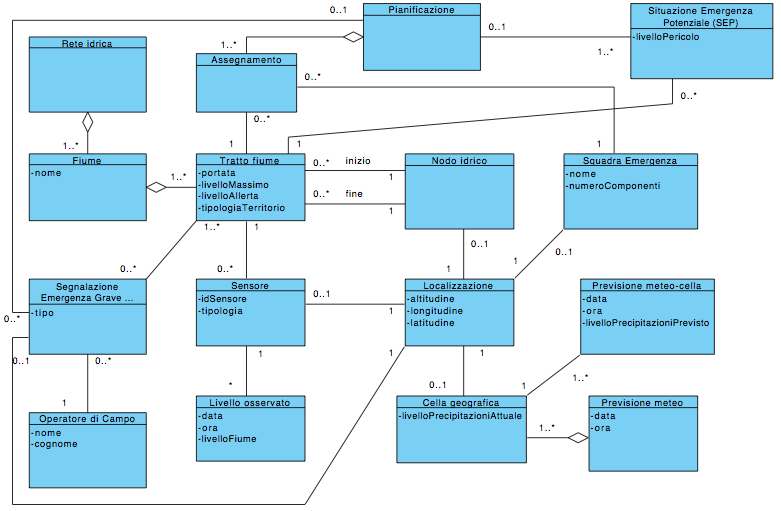 0..1
Pianificazione
0..1
1..*
Situazione Emergenza
Potenziale (SEP)
-livelloPericolo
Rete idrica
1..*
Assegnamento
0..*
0..*
0..*
1..*
1
1
1
Fiume
-nome
1..*
Tratto fiume
-portata
-livelloMassimo
-livelloAllerta
-tipologiaTerritorio
0..*
inizio
1
0..*
fine
1
Nodo idrico
Squadra Emergenza
-nome
-numeroComponenti
1..*
1
0..1
0..1
0..*
0..*
1
1
Segnalazione
Emergenza Grave ...
-tipo
Sensore
-idSensore
-tipologia
0..1
1
Localizzazione
-altitudine
-longitudine
-latitudine
Previsione meteo-cella
-data
-ora
-livelloPrecipitazioniPrevisto
0..*
0..1
0..*
1
1
1
1
*
0..1
1
1..*
Operatore di Campo
-nome
-cognome
Livello osservato
-data
-ora
-livelloFiume
Cella geografica
-livelloPrecipitazioniAttuale
1..*
Previsione meteo
-data
-ora